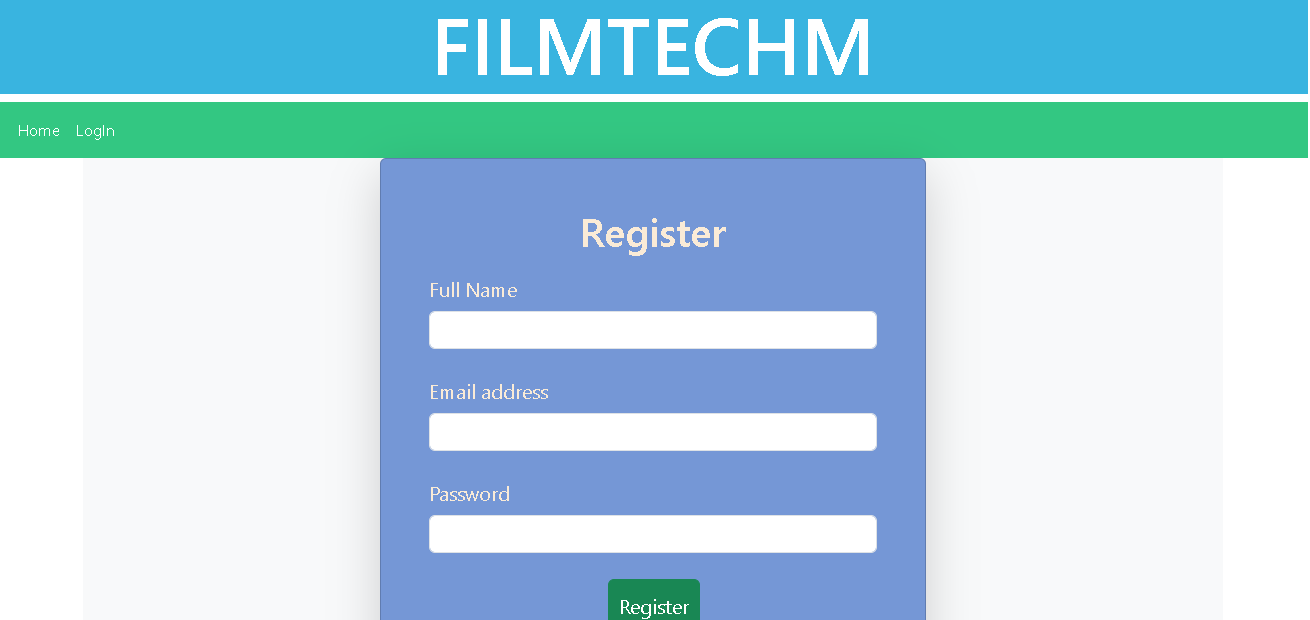 FILMTECHM
Home LogIn
Register
Full Name
Email address
Password
Register